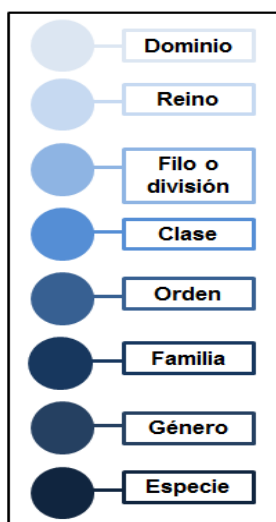 Dominio
Reino
Filo o
división
Clase
Orden
Familia
Género
Especie